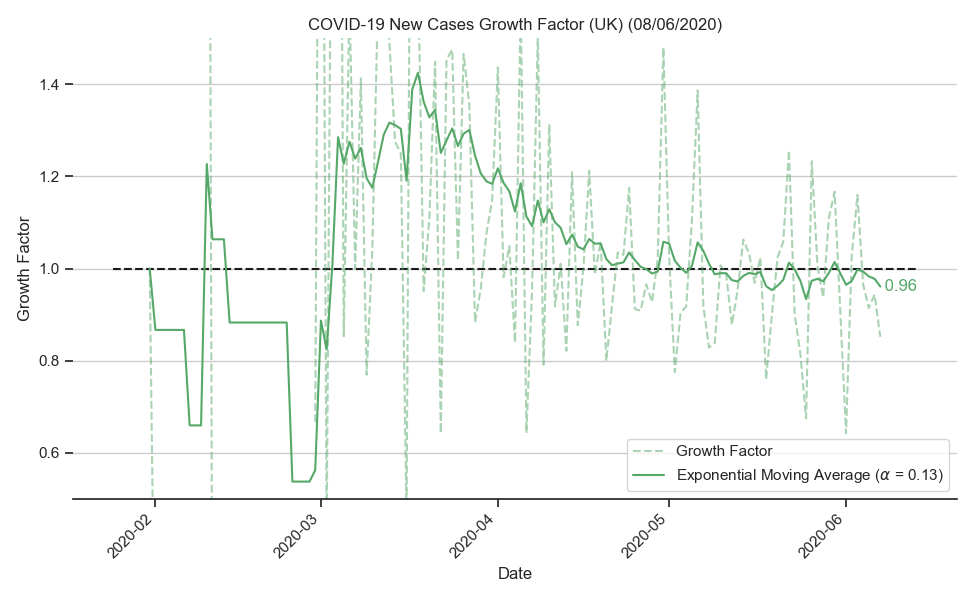 COVID-19 New Cases Growth Factor (UK) (08/06/2020)
Growth Factor
1.4
1.2
1.0
0.8
0.6
0.96
Growth Factor
Exponential Moving Average (α = 0.13)
2020-02
2020-03
2020-04
2020-05
2020-06
Date